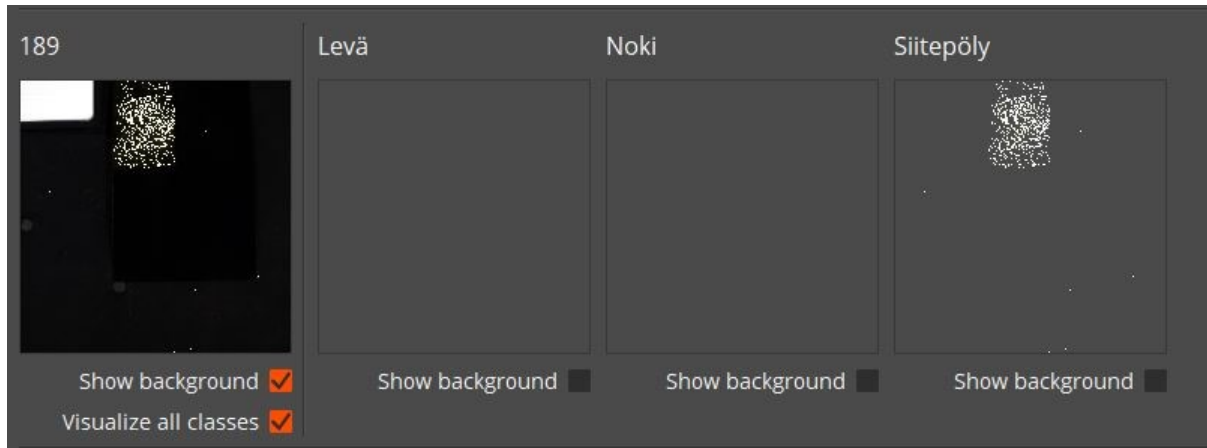 189
Levä
Noki
Siitepöly
Show background
Show background
Show background
Show background
Visualize all classes